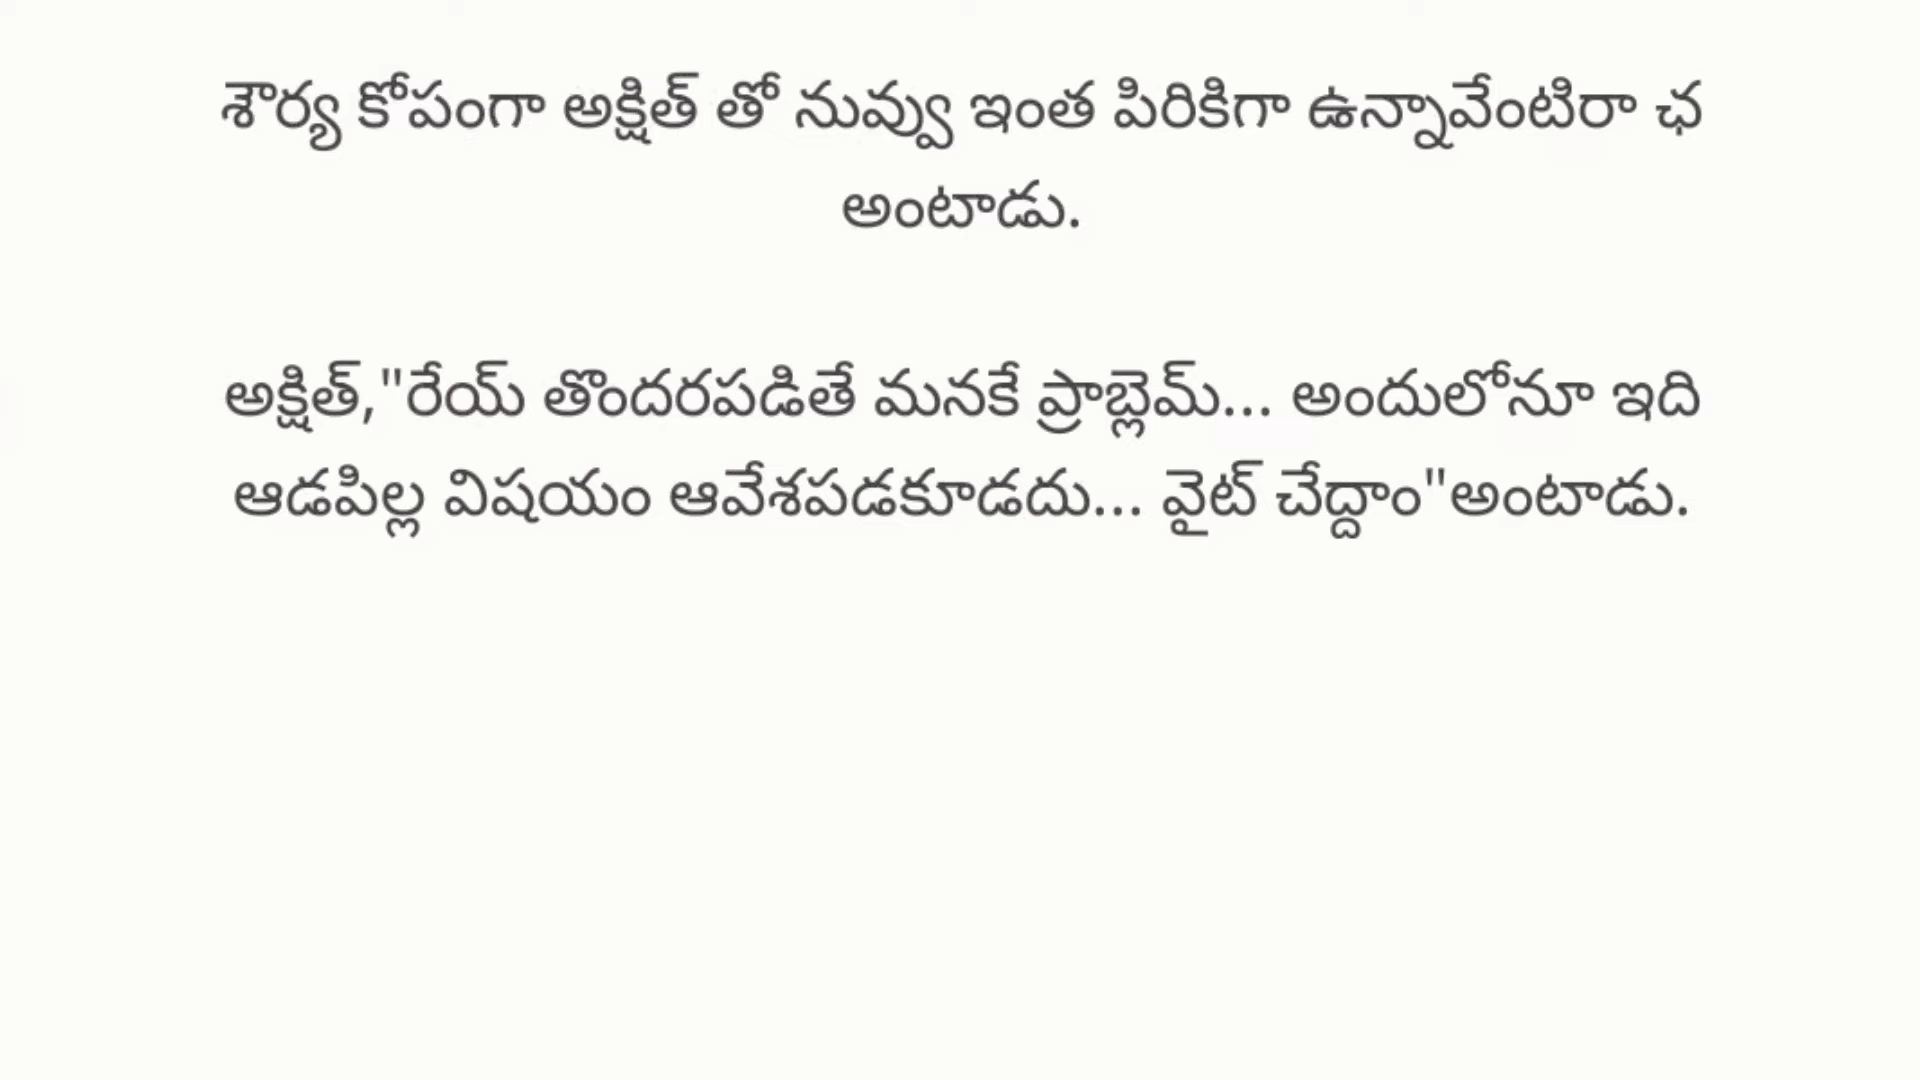 శౌర్య కోపంగా అక్షిత్ తో నువ్వు ఇంత పిరికిగా ఉన్నావేంటిరా ఛ
అంటాడు.
అక్షిత్,"రేయ్ తొందరపడితే మనకే ప్రాబ్లెమ్... అందులోనూ ఇది
ఆడపిల్ల విషయం ఆవేశపడకూడదు... వైట్ చేద్దాం"అంటాడు.